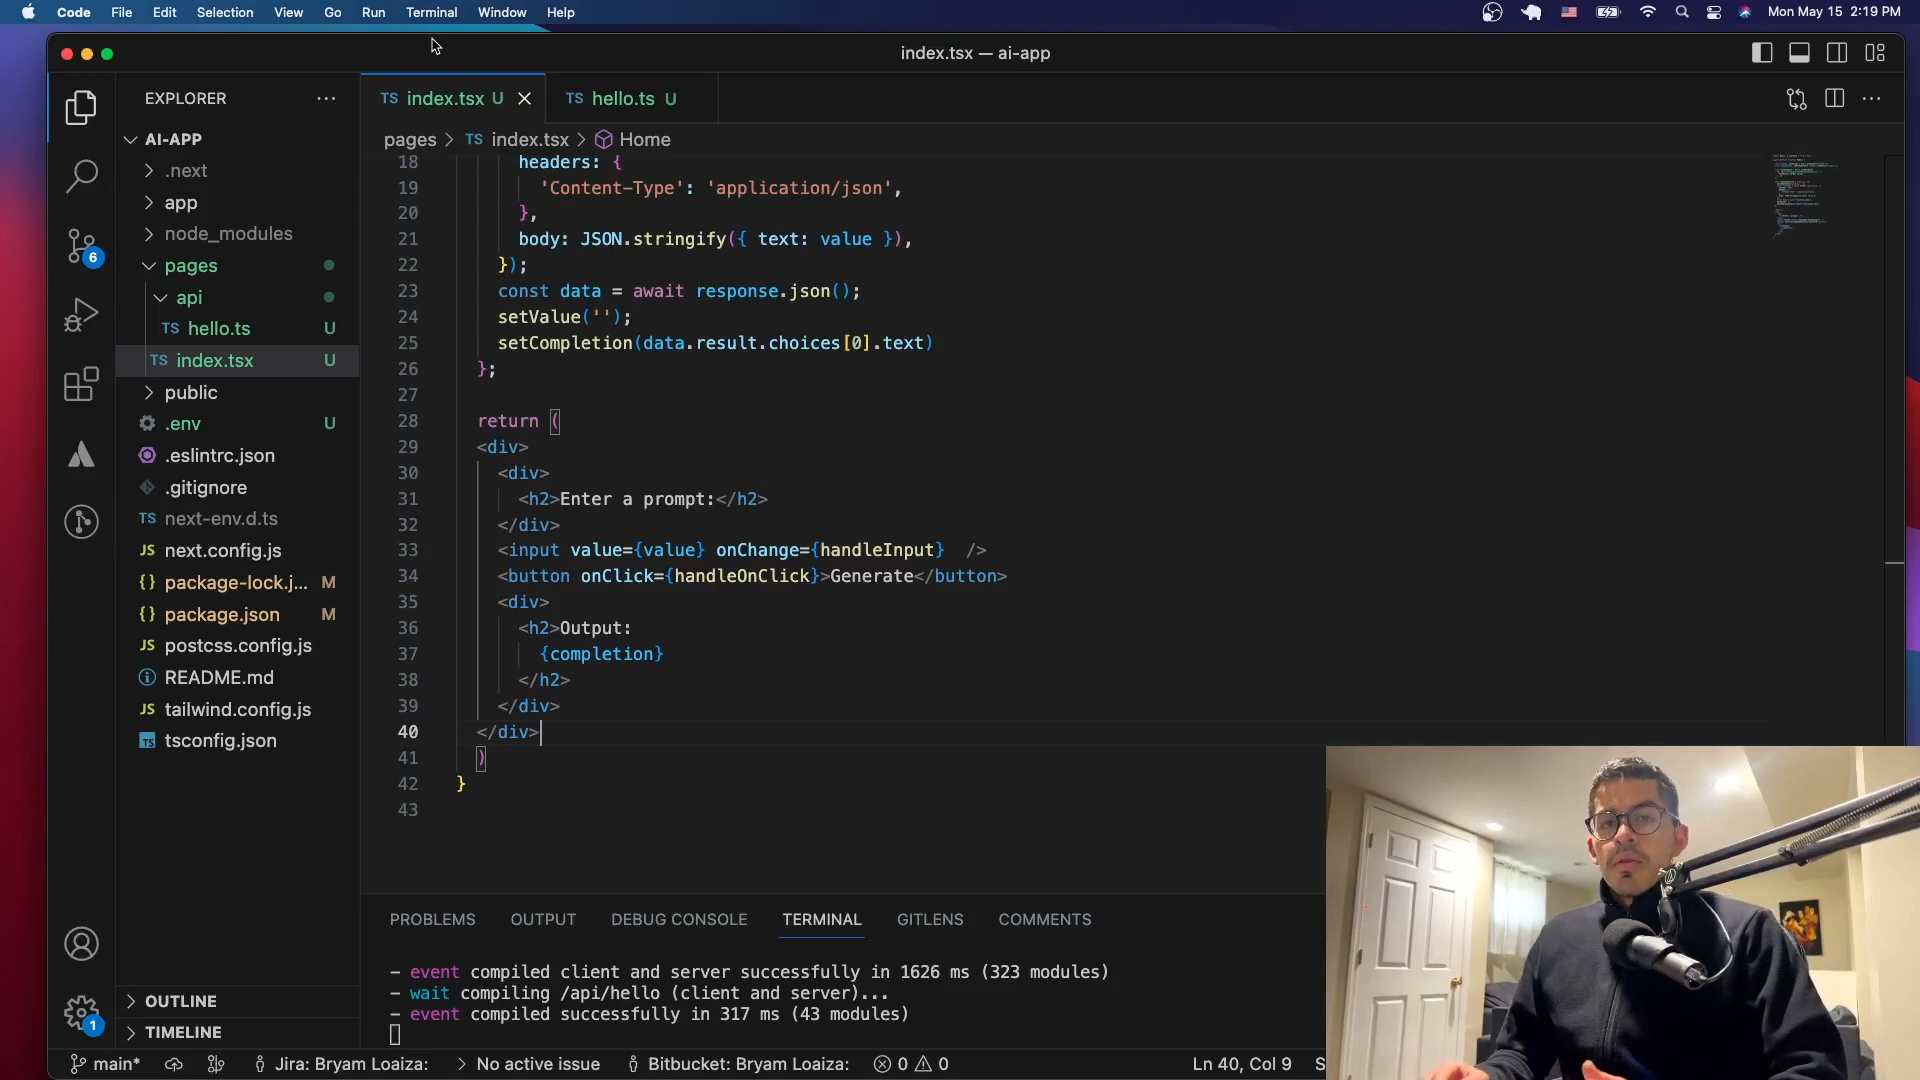 Code File Edit Selection View Go Run Terminal Window Help
Mon May 15 2:19 PM
index.tsx — ai-app
EXPLORER
AI-APP
.next
app
node_modules
pages
api
TS hello.ts U
TS index.tsx U
public
.env U
.eslintrc.json
.gitignore
TS next-env.d.ts
JS next.config.js
{} package-lock.j... M
{} package.json M
JS postcss.config.js
README.md
JS tailwind.config.js
TS tsconfig.json
OUTLINE
TIMELINE
6
1
TS index.tsx U
TS hello.ts U
pages > TS index.tsx > Home
18 headers: {
19 'Content-Type': 'application/json',
20 },
21 body: JSON.stringify({ text: value }),
22 });
23 const data = await response.json();
24 setValue('');
25 setCompletion(data.result.choices[0].text)
26 };
27
28 return (
29 <div>
30 <div>
31 <h2>Enter a prompt:</h2>
32 </div>
33 <input value={value} onChange={handleInput}  />
34 <button onClick={handleOnClick}>Generate</button>
35 <div>
36 <h2>Output:
37 {completion}
38 </h2>
39 </div>
40 </div>
41 )
42 }
43
PROBLEMS OUTPUT DEBUG CONSOLE TERMINAL GITLENS COMMENTS
- event compiled client and server successfully in 1626 ms (323 modules)
- wait compiling /api/hello (client and server)...
- event compiled successfully in 317 ms (43 modules)
main* Jira: Bryam Loaiza: > No active issue Bitbucket: Bryam Loaiza: 0 0 Ln 40, Col 9